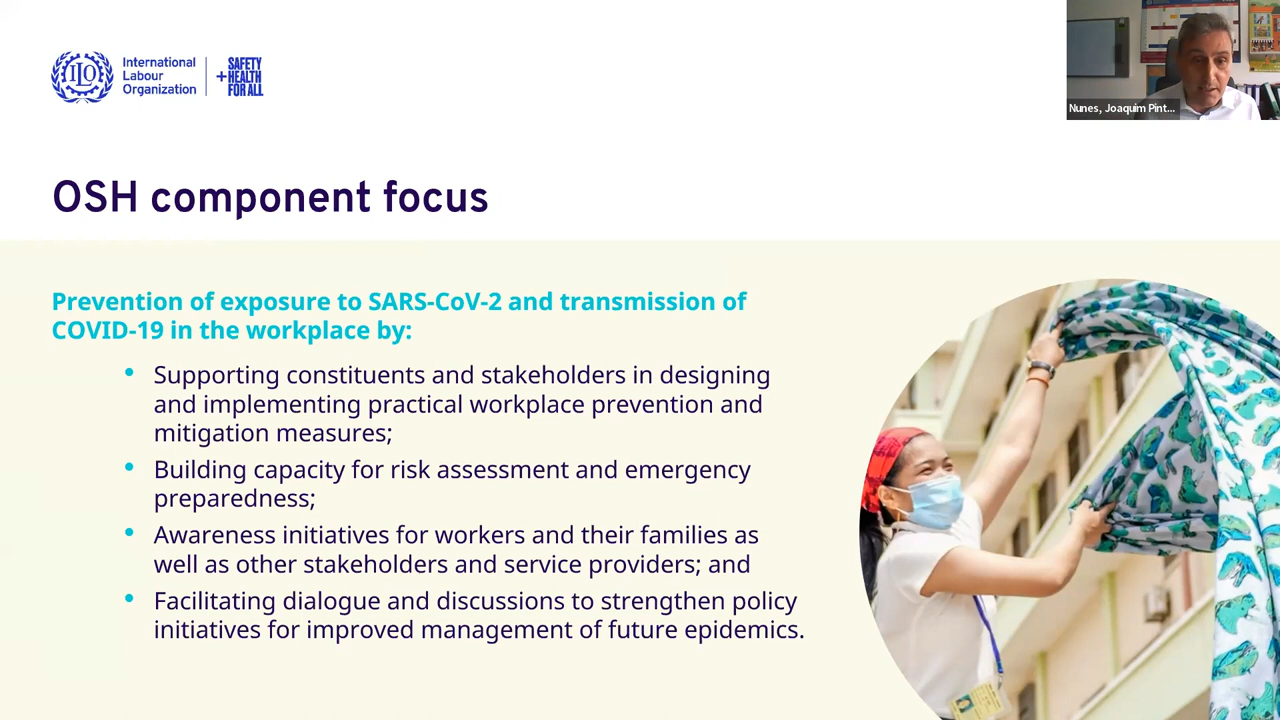 International
Labour
Organization
ILO
SAFETY
+HEALTH
FOR ALL
Nunes, Joaquim Pint...
OSH component focus
Prevention of exposure to SARS-CoV-2 and transmission of
COVID-19 in the workplace by:
• Supporting constituents and stakeholders in designing
and implementing practical workplace prevention and
mitigation measures;
• Building capacity for risk assessment and emergency
preparedness;
• Awareness initiatives for workers and their families as
well as other stakeholders and service providers; and
• Facilitating dialogue and discussions to strengthen policy
initiatives for improved management of future epidemics.